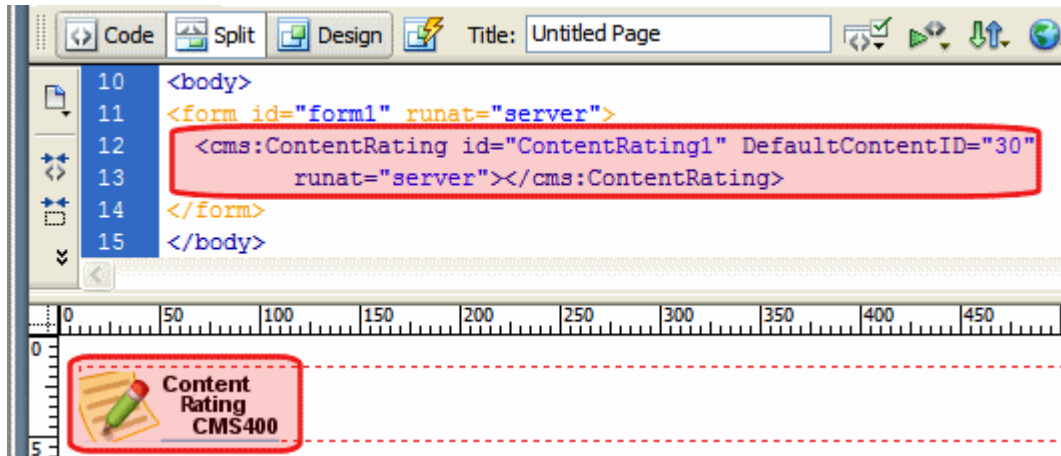 Code Split Design Title: Untitled Page
10 <body>
11 <form id="form1" runat="server">
12 <cms:ContentRating id="ContentRating1" DefaultContentID="30"
13 runat="server"></cms:ContentRating>
14 </form>
15 </body>
0 50 100 150 200 250 300 350 400 450
0
Content
Rating
CMS400
5